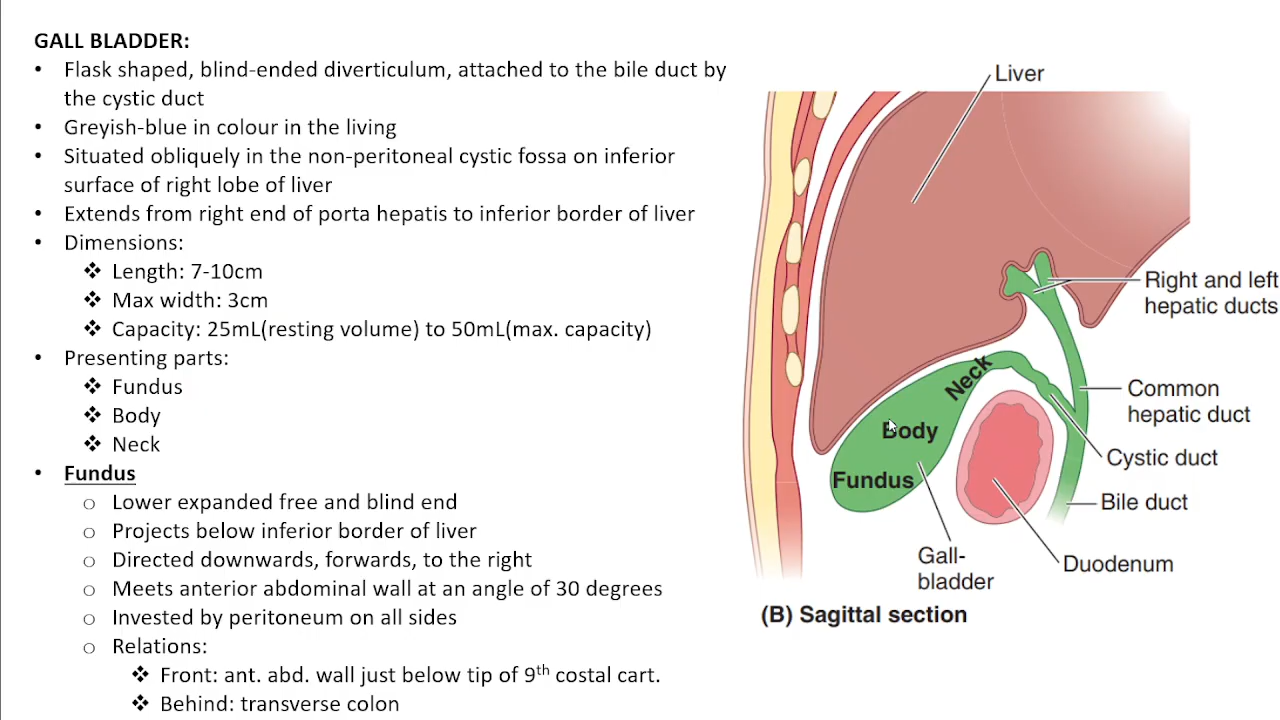 GALL BLADDER:
• Flask shaped, blind-ended diverticulum, attached to the bile duct by
the cystic duct
• Greyish-blue in colour in the living
• Situated obliquely in the non-peritoneal cystic fossa on inferior
surface of right lobe of liver
• Extends from right end of porta hepatis to inferior border of liver
• Dimensions:
❖ Length: 7-10cm
❖ Max width: 3cm
❖ Capacity: 25mL(resting volume) to 50mL(max. capacity)
• Presenting parts:
❖ Fundus
❖ Body
❖ Neck
• Fundus
o Lower expanded free and blind end
o Projects below inferior border of liver
o Directed downwards, forwards, to the right
o Meets anterior abdominal wall at an angle of 30 degrees
o Invested by peritoneum on all sides
o Relations:
❖ Front: ant. abd. wall just below tip of 9th costal cart.
❖ Behind: transverse colon
Liver
Right and left
hepatic ducts
Neck
Common
hepatic duct
Body
Cystic duct
Fundus
Bile duct
Gall-
bladder
Duodenum
(B) Sagittal section